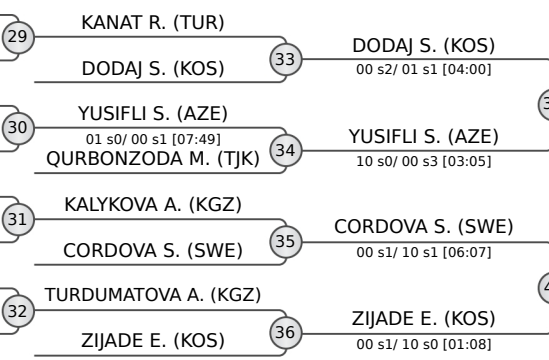 KANAT R. (TUR)
29
DODAJ S. (KOS)
33
DODAJ S. (KOS)
00 s2/ 01 s1 [04:00]
YUSIFLI S. (AZE)
30
01 s0/ 00 s1 [07:49]
QURBONZODA M. (TJK)
34
YUSIFLI S. (AZE)
10 s0/ 00 s3 [03:05]
KALYKOVA A. (KGZ)
31
CORDOVA S. (SWE)
35
CORDOVA S. (SWE)
00 s1/ 10 s1 [06:07]
TURDUMATOVA A. (KGZ)
32
ZIJADE E. (KOS)
36
ZIJADE E. (KOS)
00 s1/ 10 s0 [01:08]